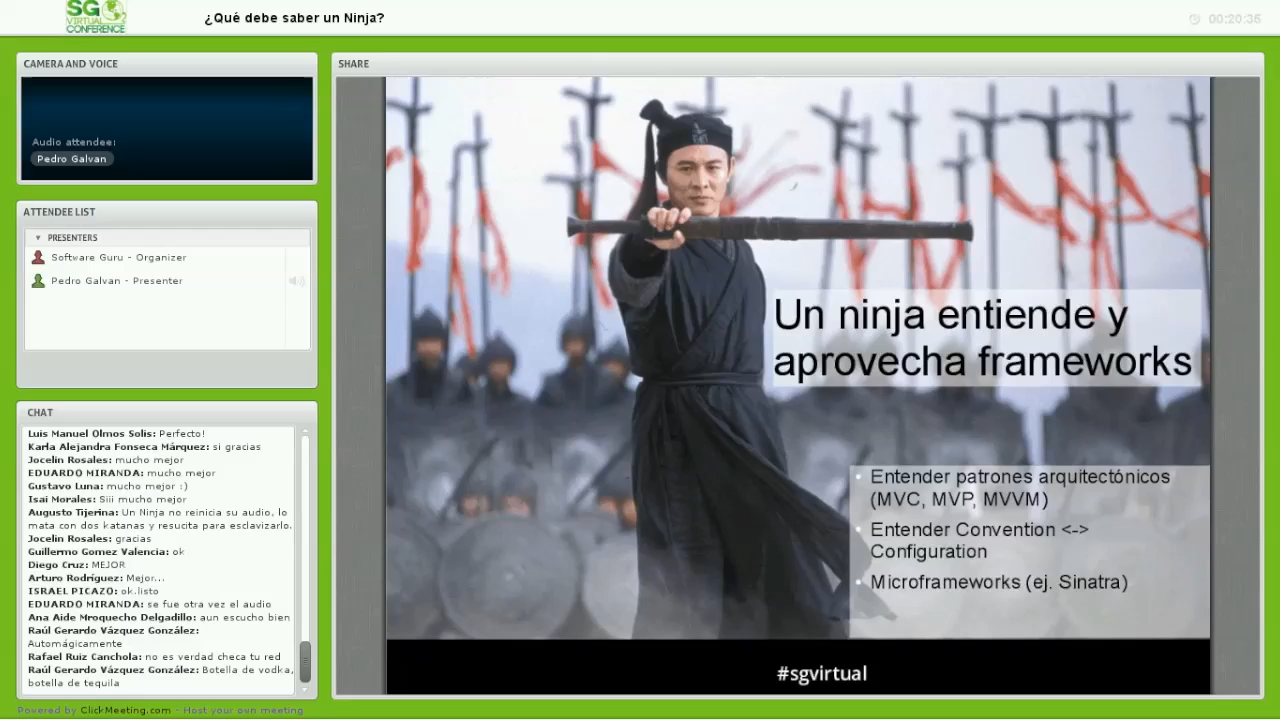 SG
VIRTUAL
CONFERENCE
¿Qué debe saber un Ninja?
00:20:35
CAMERA AND VOICE
Audio attendee:
Pedro Galvan
ATTENDEE LIST
PRESENTERS
Software Guru - Organizer
Pedro Galvan - Presenter
CHAT
Luis Manuel Olmos Solis: Perfecto!
Karla Alejandra Fonseca Márquez: si gracias
Jocelin Rosales: mucho mejor
EDUARDO MIRANDA: mucho mejor
Gustavo Luna: mucho mejor :)
Isai Morales: Siii mucho mejor
Augusto Tijerina: Un Ninja no reinicia su audio, lo
mata con dos katanas y resucita para esclavizarlo.
Jocelin Rosales: gracias
Guillermo Gomez Valencia: ok
Diego Cruz: MEJOR
Arturo Rodríguez: Mejor...
ISRAEL PICAZO: ok.listo
EDUARDO MIRANDA: se fue otra vez el audio
Ana Aide Mroquecho Delgadillo: aun escucho bien
Raúl Gerardo Vázquez González:
Automágicamente
Rafael Ruiz Canchola: no es verdad checa tu red
Raúl Gerardo Vázquez González: Botella de vodka,
botella de tequila
Powered by ClickMeeting.com - Host your own meeting
SHARE
Un ninja entiende y
aprovecha frameworks
• Entender patrones arquitectónicos
(MVC, MVP, MVVM)
• Entender Convention <->
Configuration
• Microframeworks (ej. Sinatra)
#sgvirtual